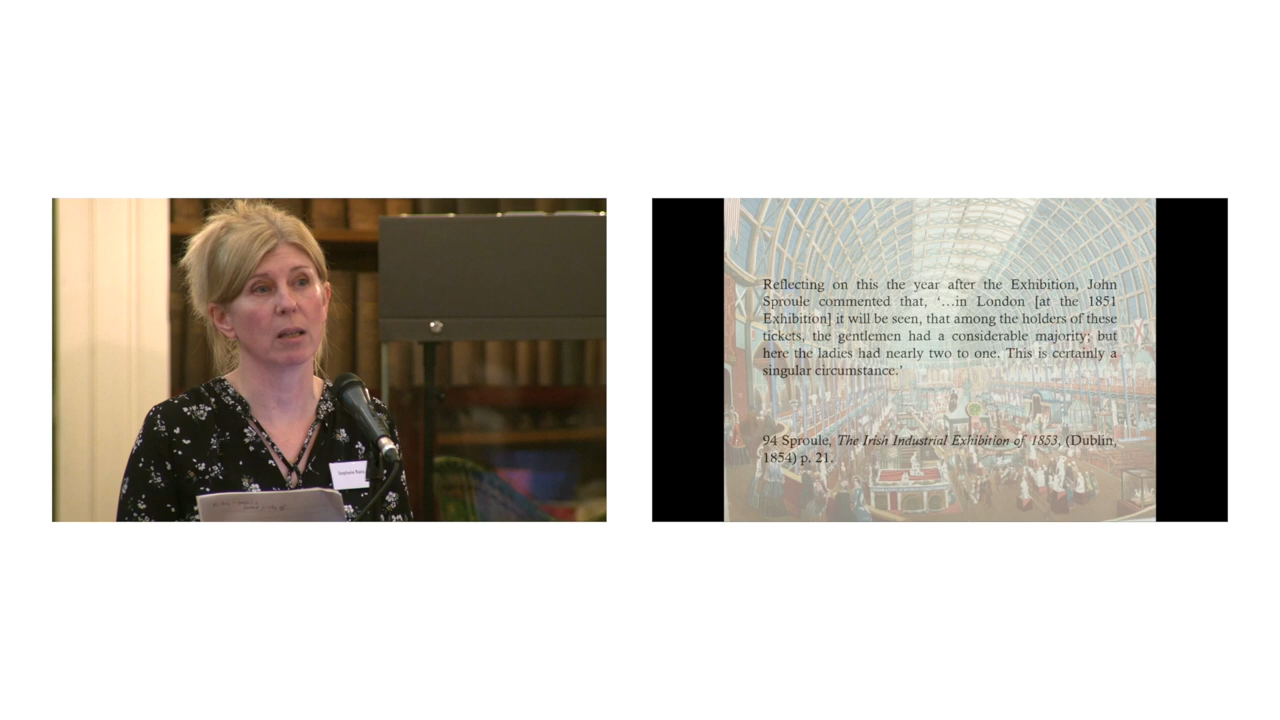 Reflecting on this the year after the Exhibition, John
Sproule commented that, ‘…in London [at the 1851
Exhibition] it will be seen, that among the holders of these
tickets, the gentlemen had a considerable majority; but
here the ladies had nearly two to one. This is certainly a
singular circumstance.’
94 Sproule, The Irish Industrial Exhibition of 1853, (Dublin,
1854) p. 21.